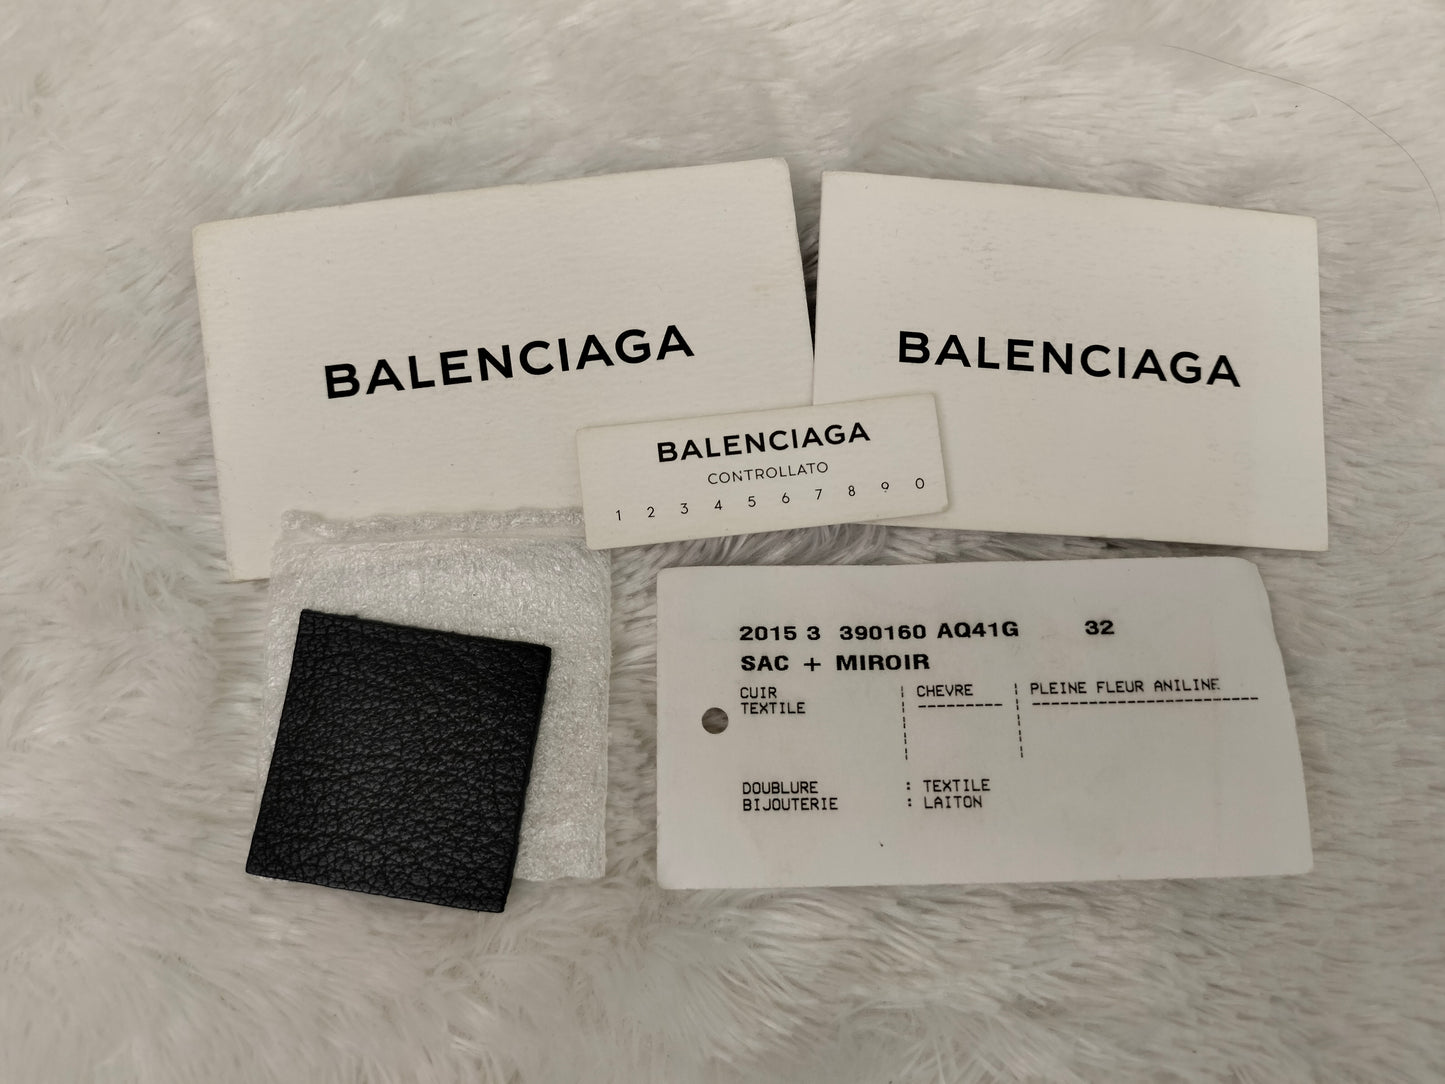 BALENCIAGA
BALENCIAGA
BALENCIAGA
CONTROLLATO
1 2 3 4 5 6 7 8 9 0
2015 3 390160 AQ41G 32
SAC + MIROIR
CUIR CHEVRE PLEINE FLEUR ANILINE
TEXTILE
DOUBLURE : TEXTILE
BIJOUTERIE : LAITON